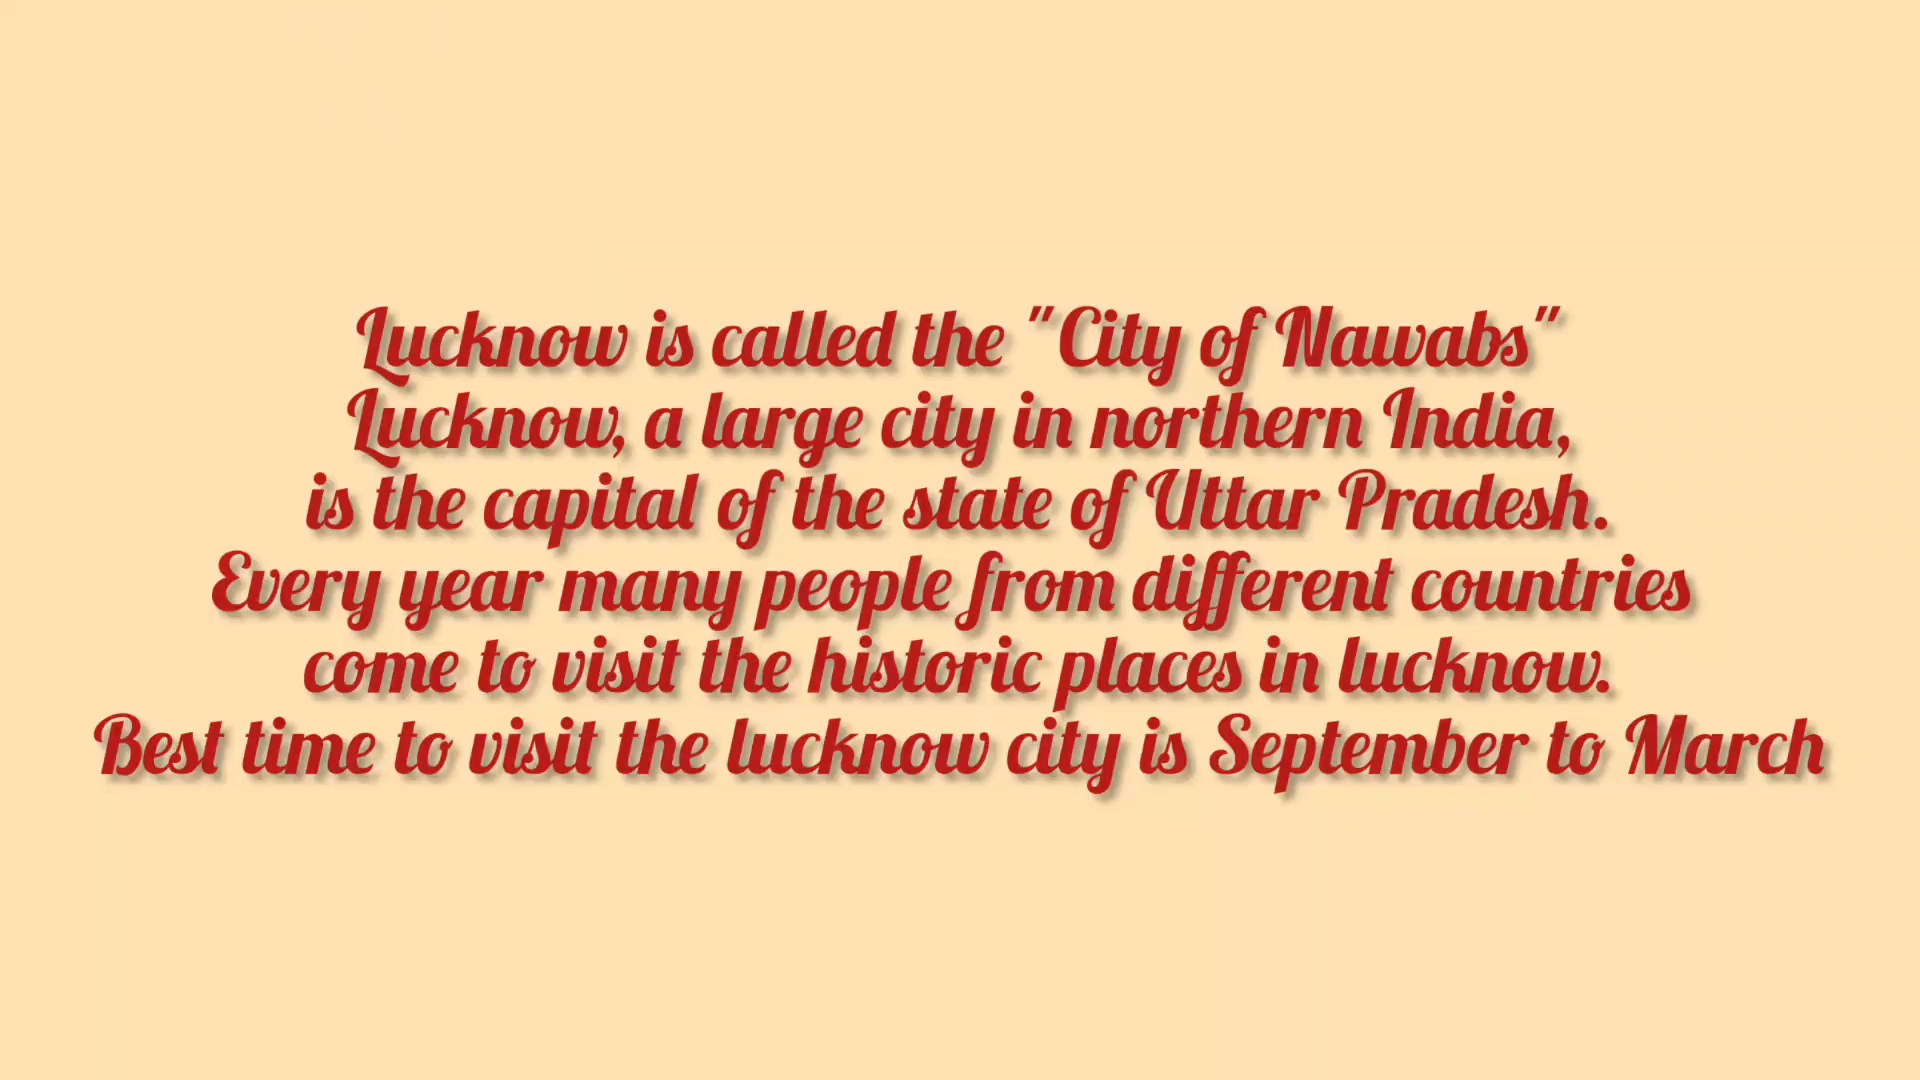 Lucknow is called the "City of Nawabs"
Lucknow, a large city in northern India,
is the capital of the state of Uttar Pradesh.
Every year many people from different countries
come to visit the historic places in lucknow.
Best time to visit the lucknow city is September to March